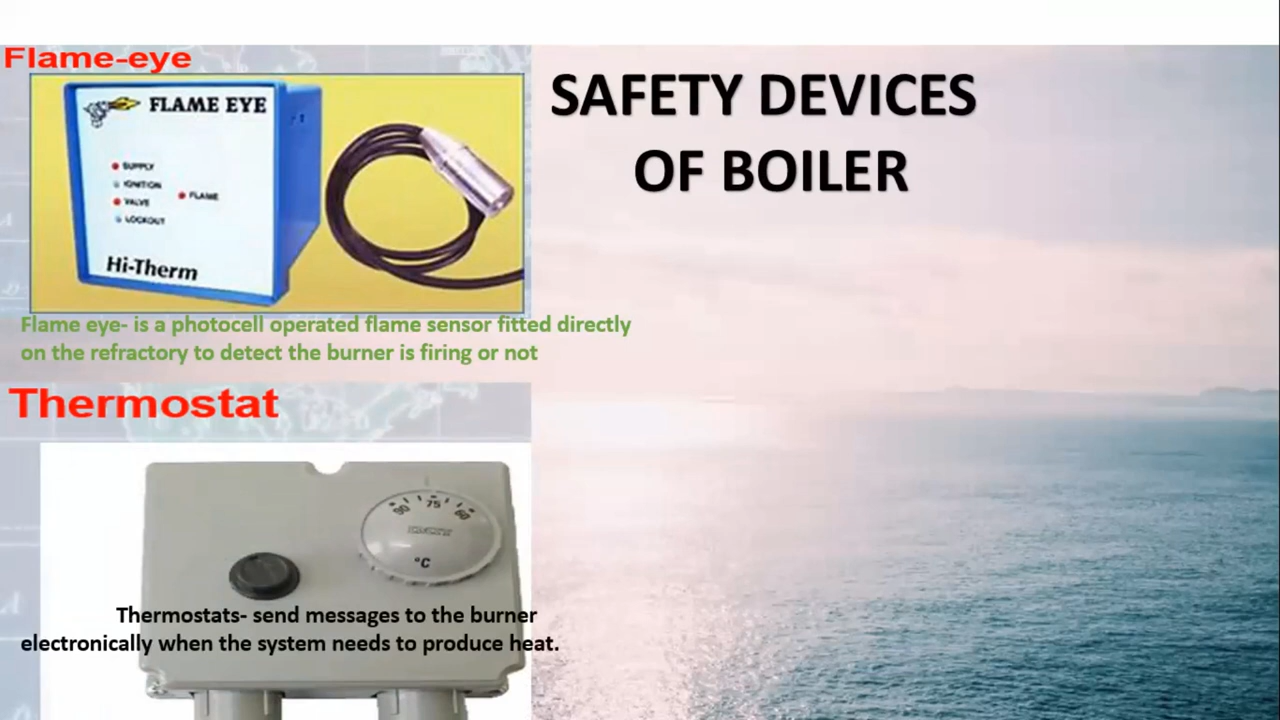 Flame-eye
FLAME EYE
SUPPLY
IGNITION
VALVE
FLAME
LOCKOUT
Hi-Therm
SAFETY DEVICES
OF BOILER
Flame eye- is a photocell operated flame sensor fitted directly
on the refractory to detect the burner is firing or not
Thermostat
90 75 60
°C
Thermostats- send messages to the burner
electronically when the system needs to produce heat.